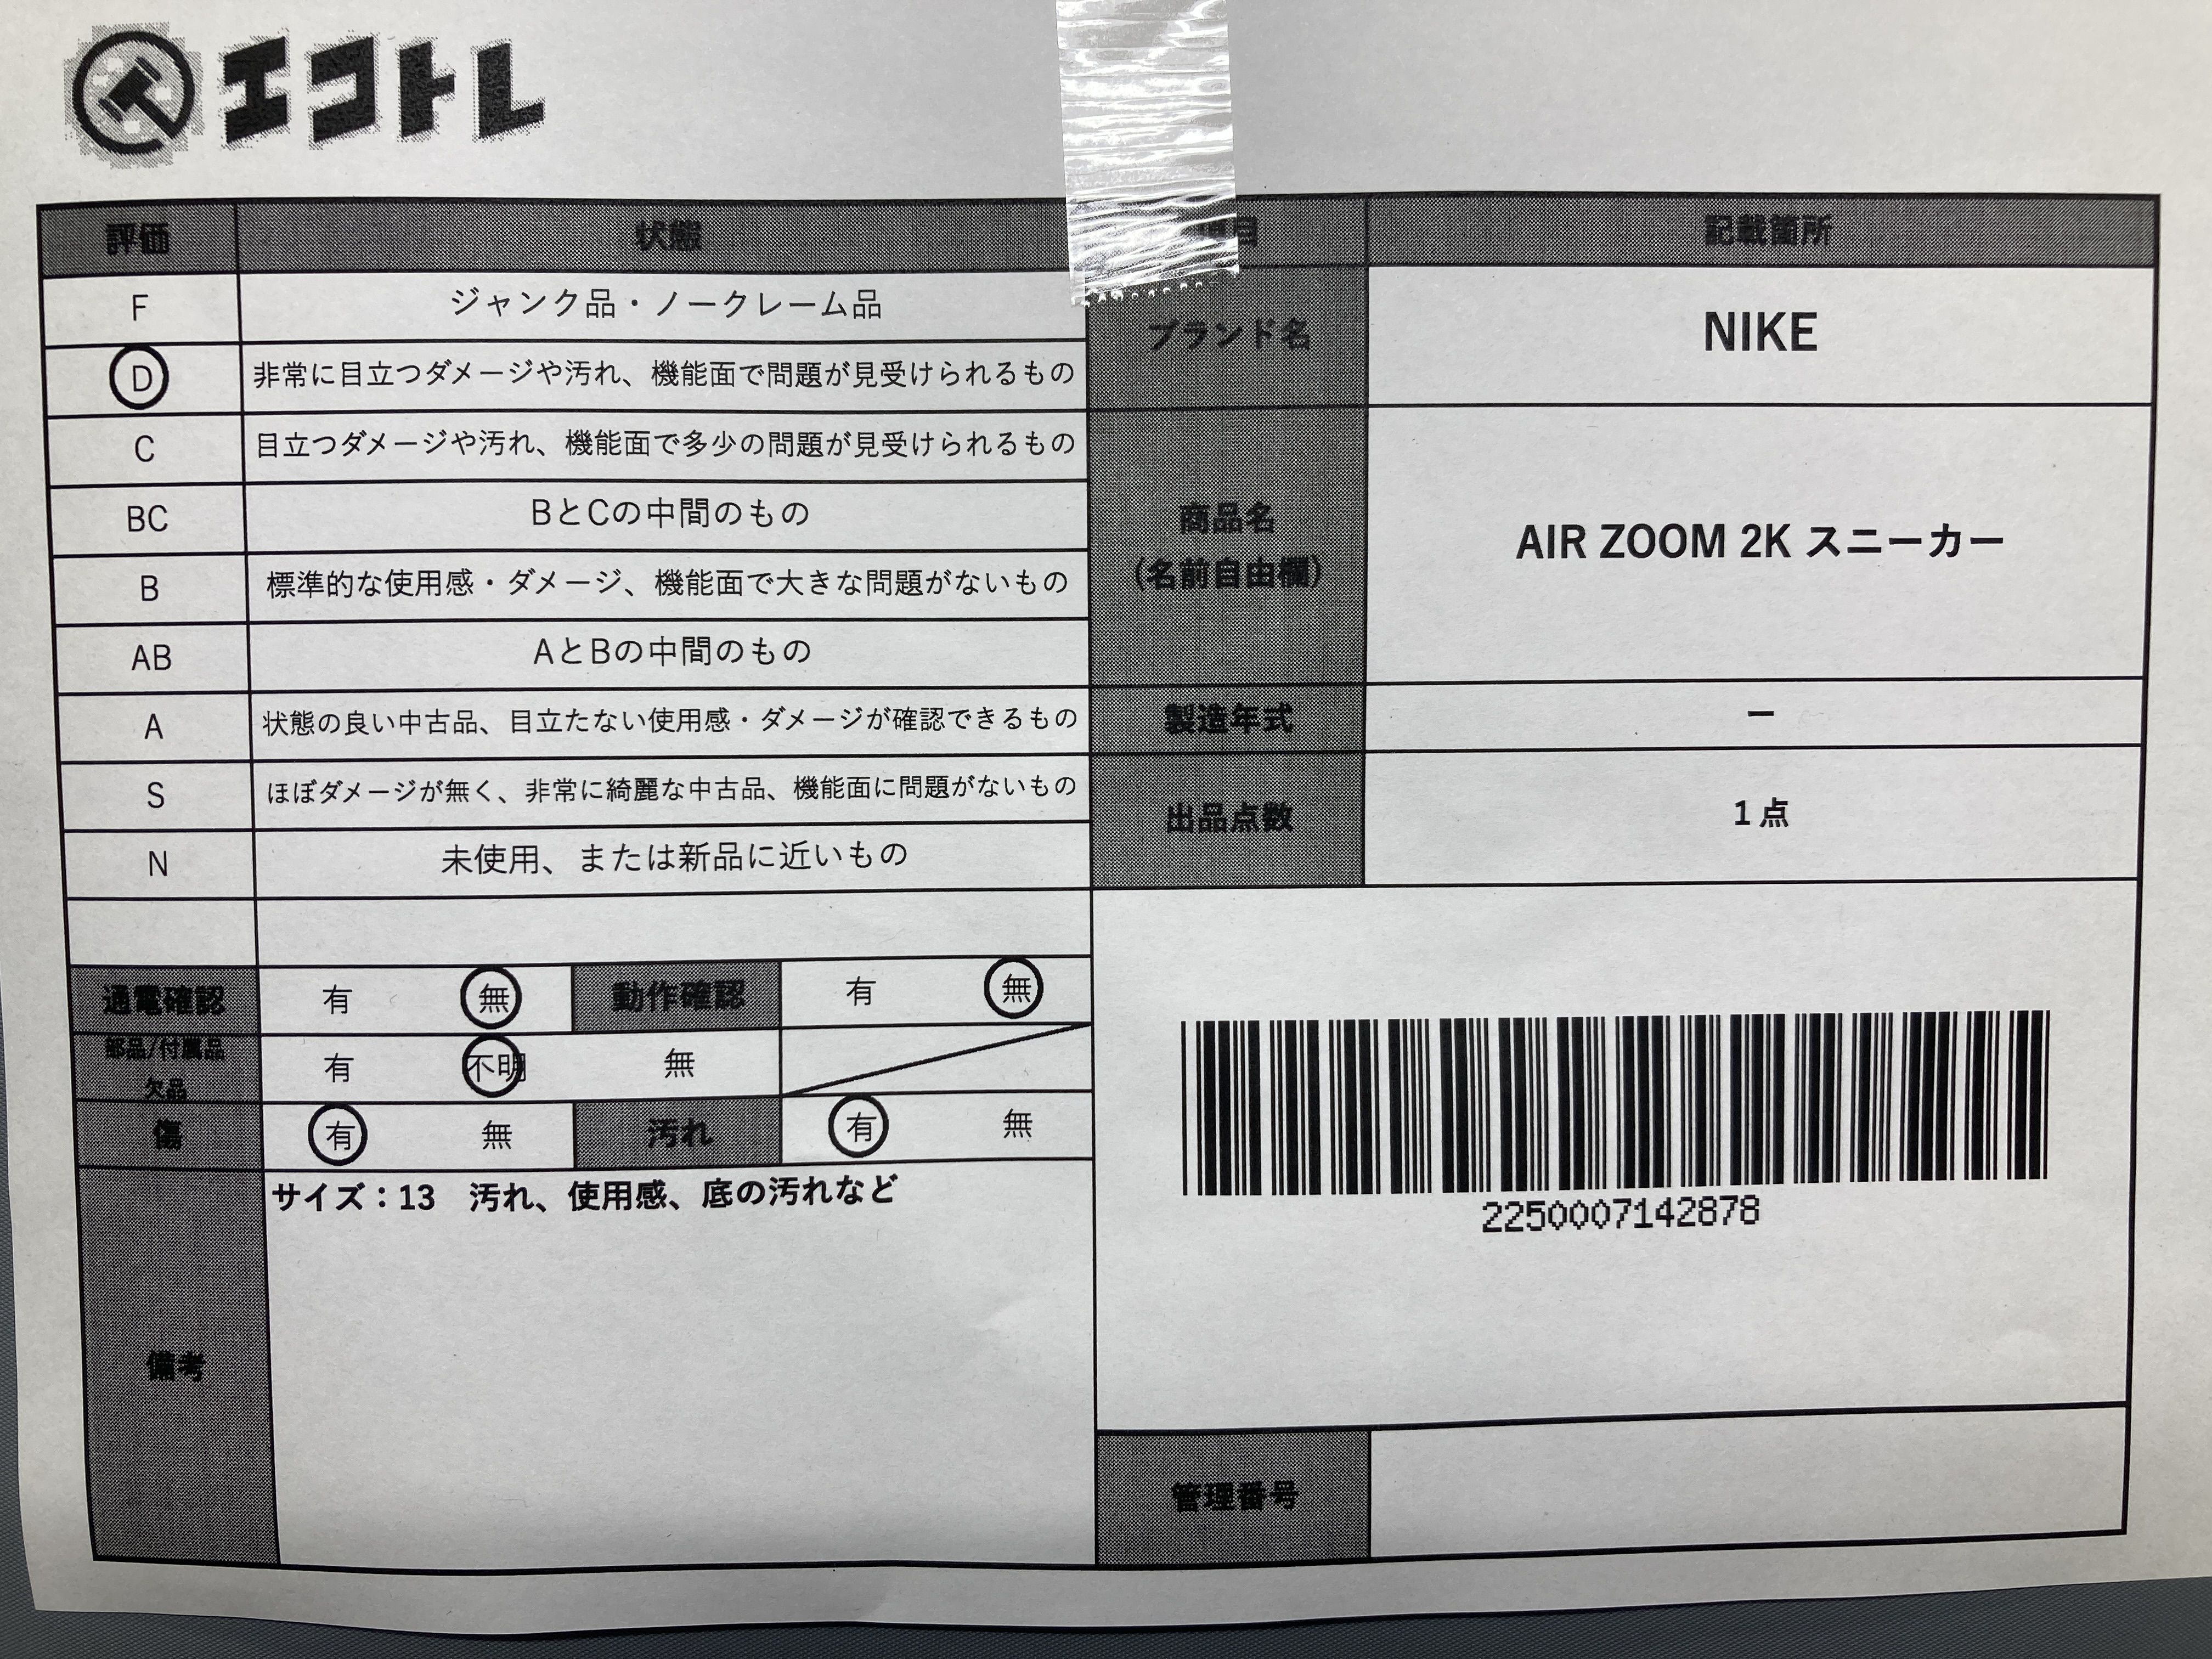 エコトレ
評価 状態
F ジャンク品・ノークレーム品
D 非常に目立つダメージや汚れ、機能面で問題が見受けられるもの
C 目立つダメージや汚れ、機能面で多少の問題が見受けられるもの
BC BとCの中間のもの
B 標準的な使用感・ダメージ、機能面で大きな問題がないもの
AB AとBの中間のもの
A 状態の良い中古品、目立たない使用感・ダメージが確認できるもの
S ほぼダメージが無く、非常に綺麗な中古品、機能面に問題がないもの
N 未使用、または新品に近いもの
通電確認 有 無 動作確認 有 無
部品/付属品
欠品 有 不明 無
傷 有 無 汚れ 有 無
備考 サイズ：13 汚れ、使用感、底の汚れなど
目 記載箇所
ブランド名 NIKE
商品名
（名前自由欄） AIR ZOOM 2K スニーカー
製造年式 ー
出品点数 1点
2250007142878
管理番号